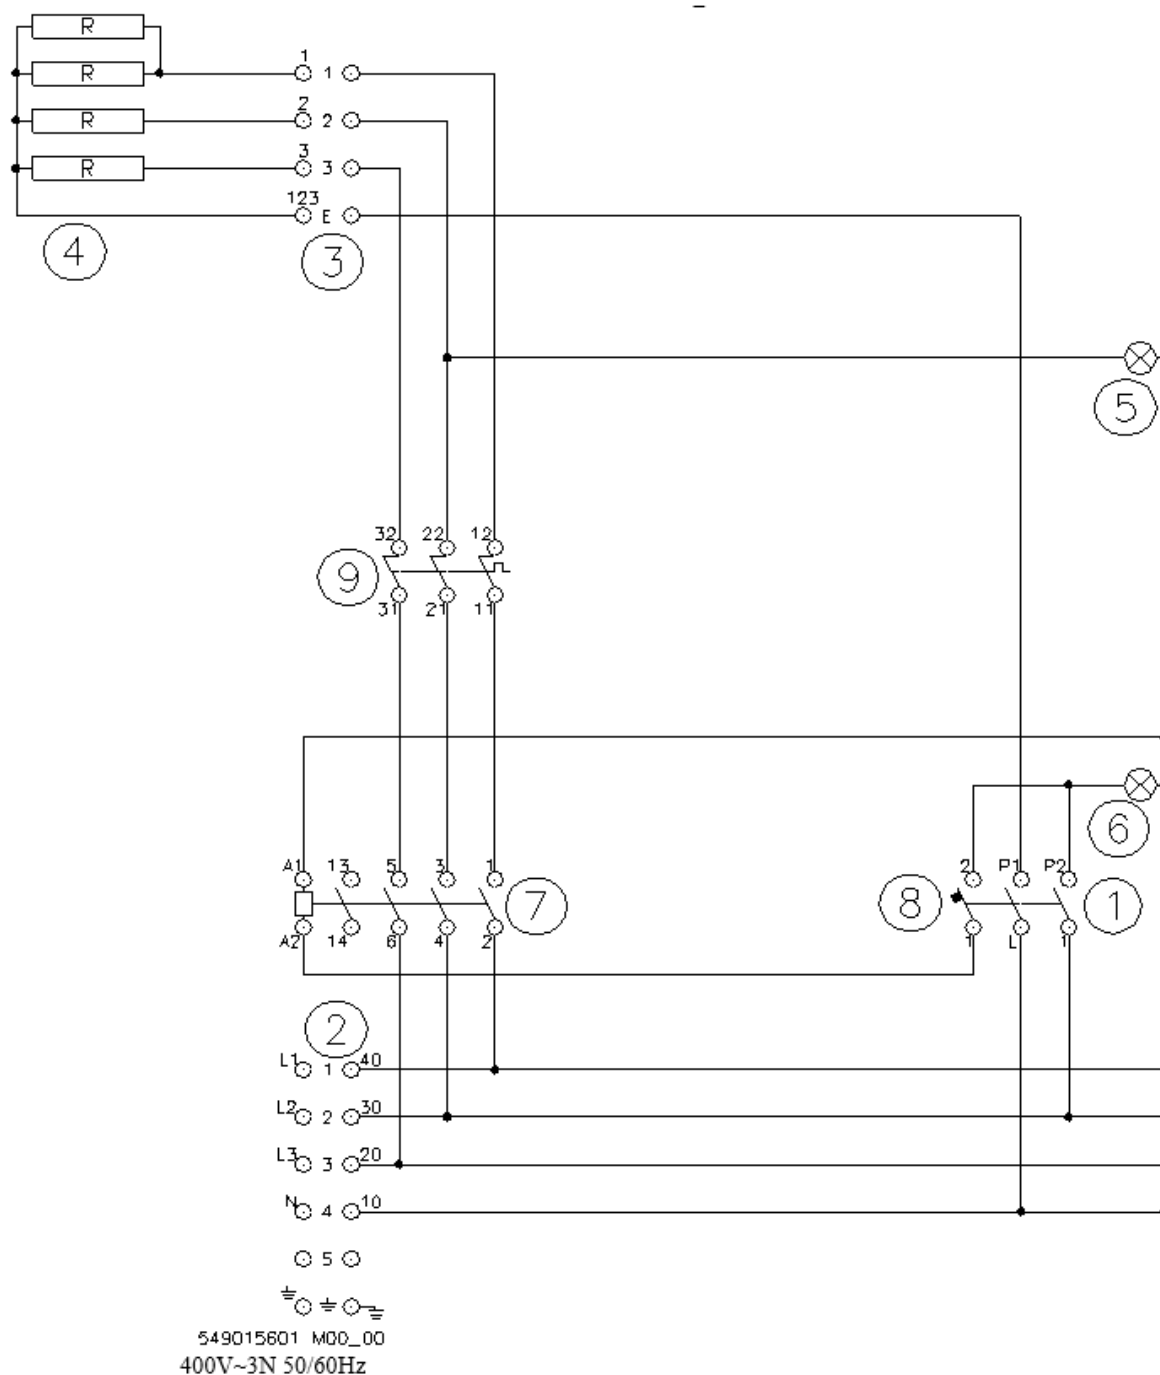 R
1
R 1
2
R 2
3
R 3
123
E
4 3
5
32 22 12
9
31 21 11
6
A1 13 5 3 1 2 P1 P2
7 8 1
A2 14 6 4 2 1 L 1
2
L1 1 40
L2 2 30
L3 3 20
N 4 10
5
549015601 M00_00
400V~3N 50/60Hz